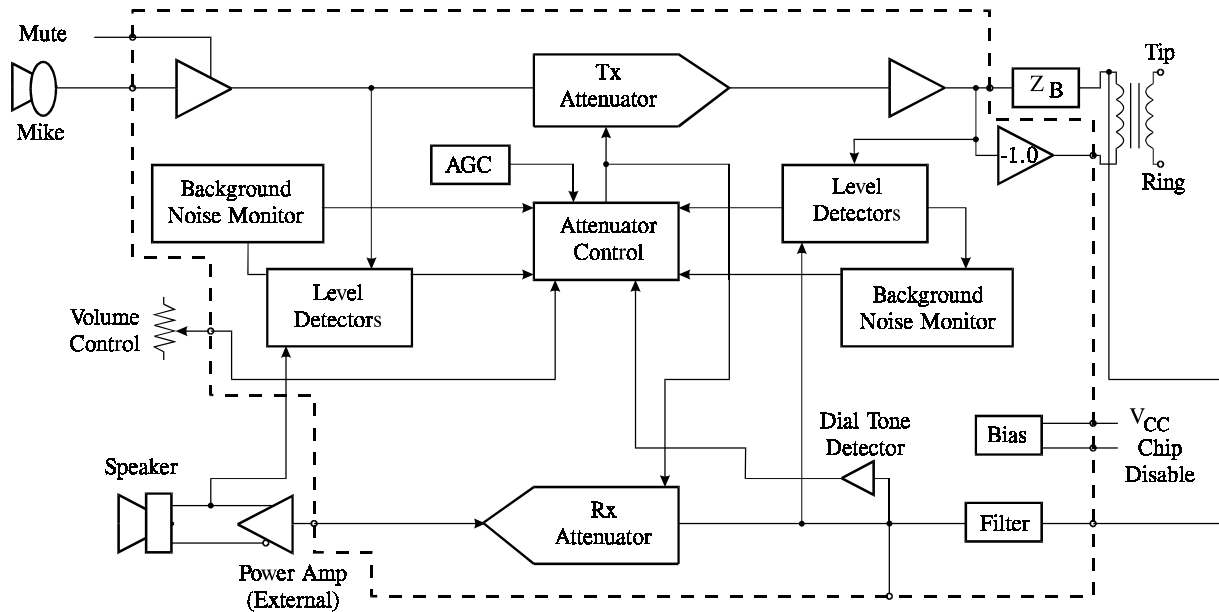 Mute
Mike
Tx
Attenuator
Z B
Tip
Ring
-1.0
AGC
Background
Noise Monitor
Level
Detectors
Attenuator
Control
Level
Detectors
Background
Noise Monitor
Volume
Control
Dial Tone
Detector
Bias
VCC
Chip
Disable
Speaker
Rx
Attenuator
Filter
Power Amp
(External)